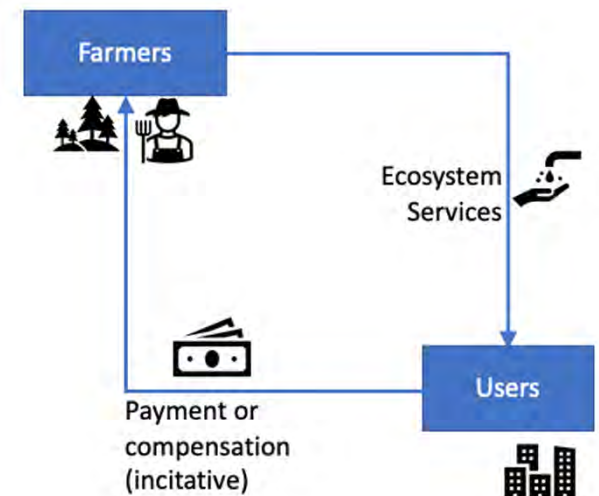 Farmers
Ecosystem
Services
Users
Payment or
compensation
(incitative)